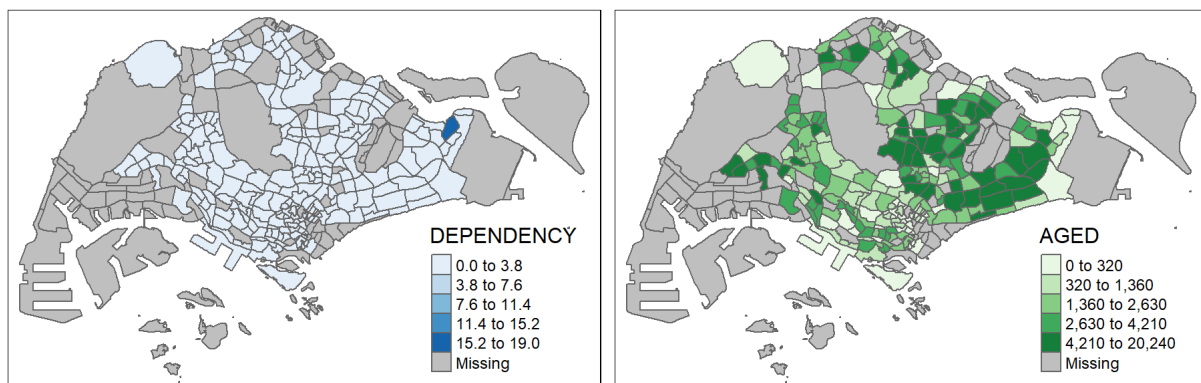 DEPENDENCY
0.0 to 3.8
3.8 to 7.6
7.6 to 11.4
11.4 to 15.2
15.2 to 19.0
Missing
AGED
0 to 320
320 to 1,360
1,360 to 2,630
2,630 to 4,210
4,210 to 20,240
Missing